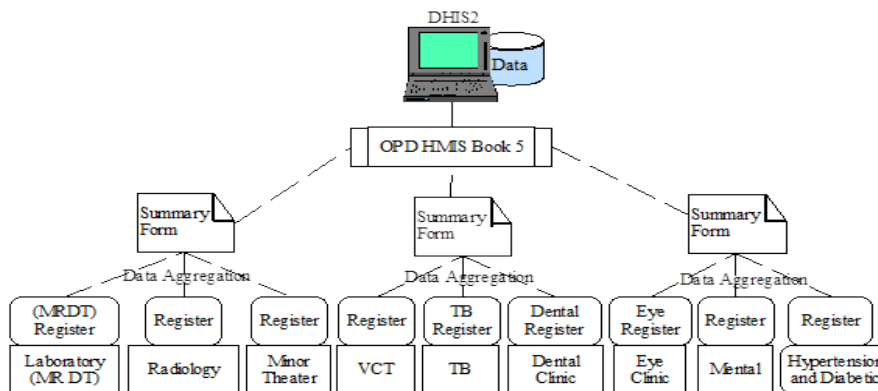 DHIS2
Data
OPD HMIS Book 5
Summary
Form
Summary
Form
Summary
Form
Data Aggregation
Data Aggregation
Data Aggregation
(MRDT)
Register
Register
Register
Register
TB
Register
Dental
Register
Eye
Register
Register
Register
Laboratory
(MR DT)
Radiology
Minor
Theater
VCT
TB
Dental
Clinic
Eye
Clinic
Mental
Hypertension
and Diabetic